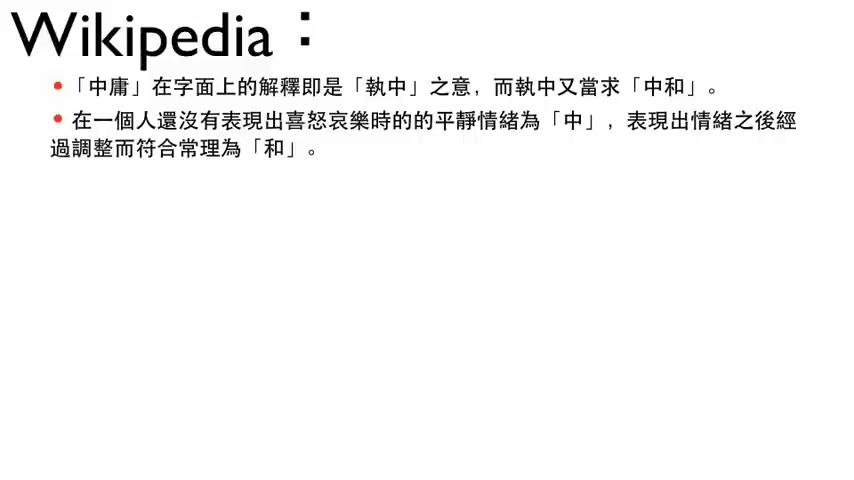 Wikipedia：
•「中庸」在字面上的解釋即是「執中」之意，而執中又當求「中和」。
• 在一個人還沒有表現出喜怒哀樂時的的平靜情緒為「中」，表現出情緒之後經
過調整而符合常理為「和」。